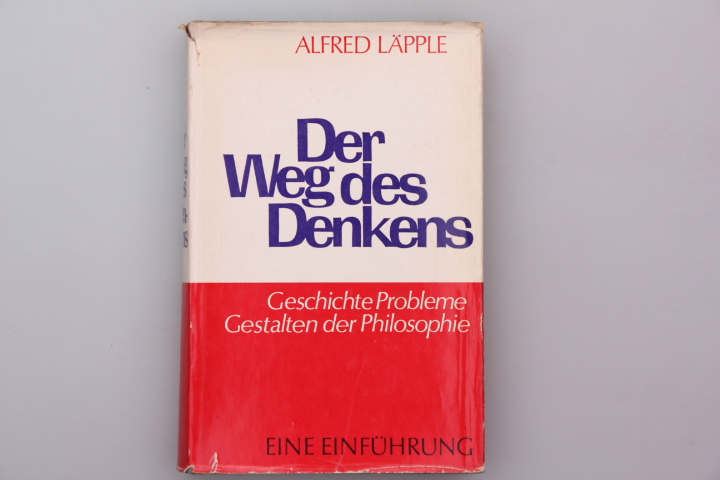 ALFRED LÄPPLE
Der
Weg des
Denkens
Geschichte Probleme
Gestalten der Philosophie
EINE EINFÜHRUNG